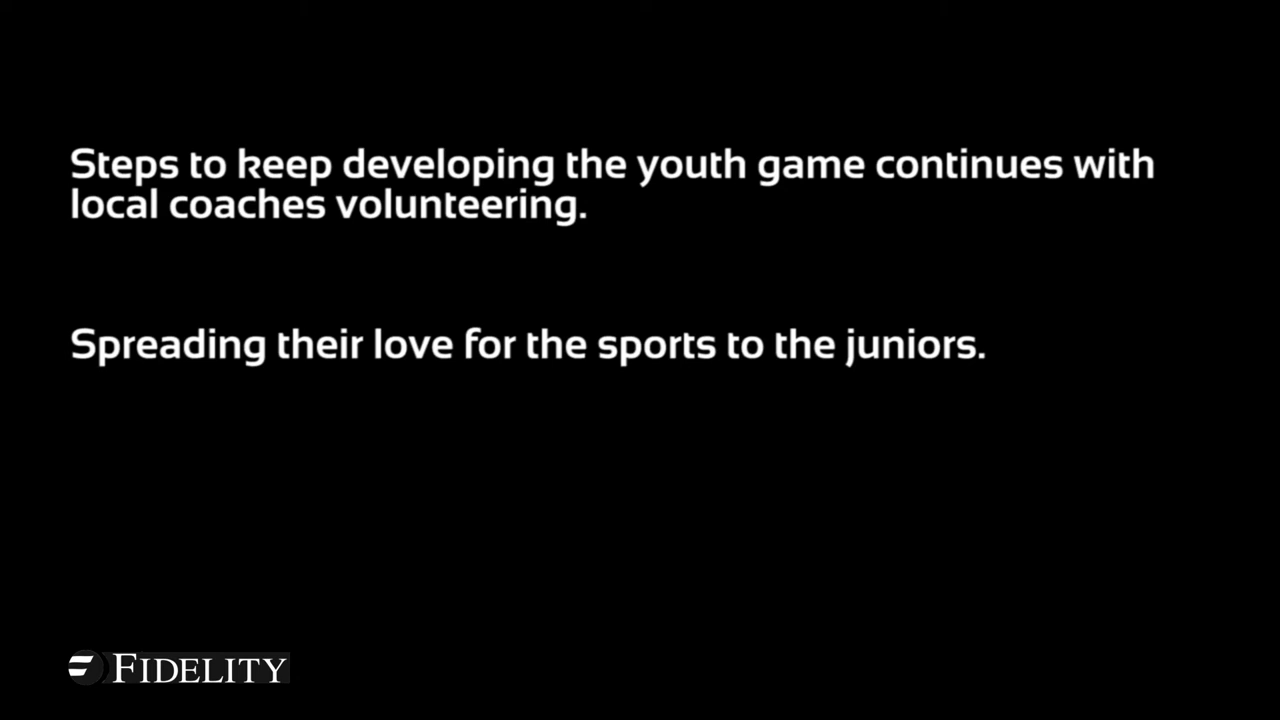 Steps to keep developing the youth game continues with
local coaches volunteering.
Spreading their love for the sports to the juniors.
FIDELITY